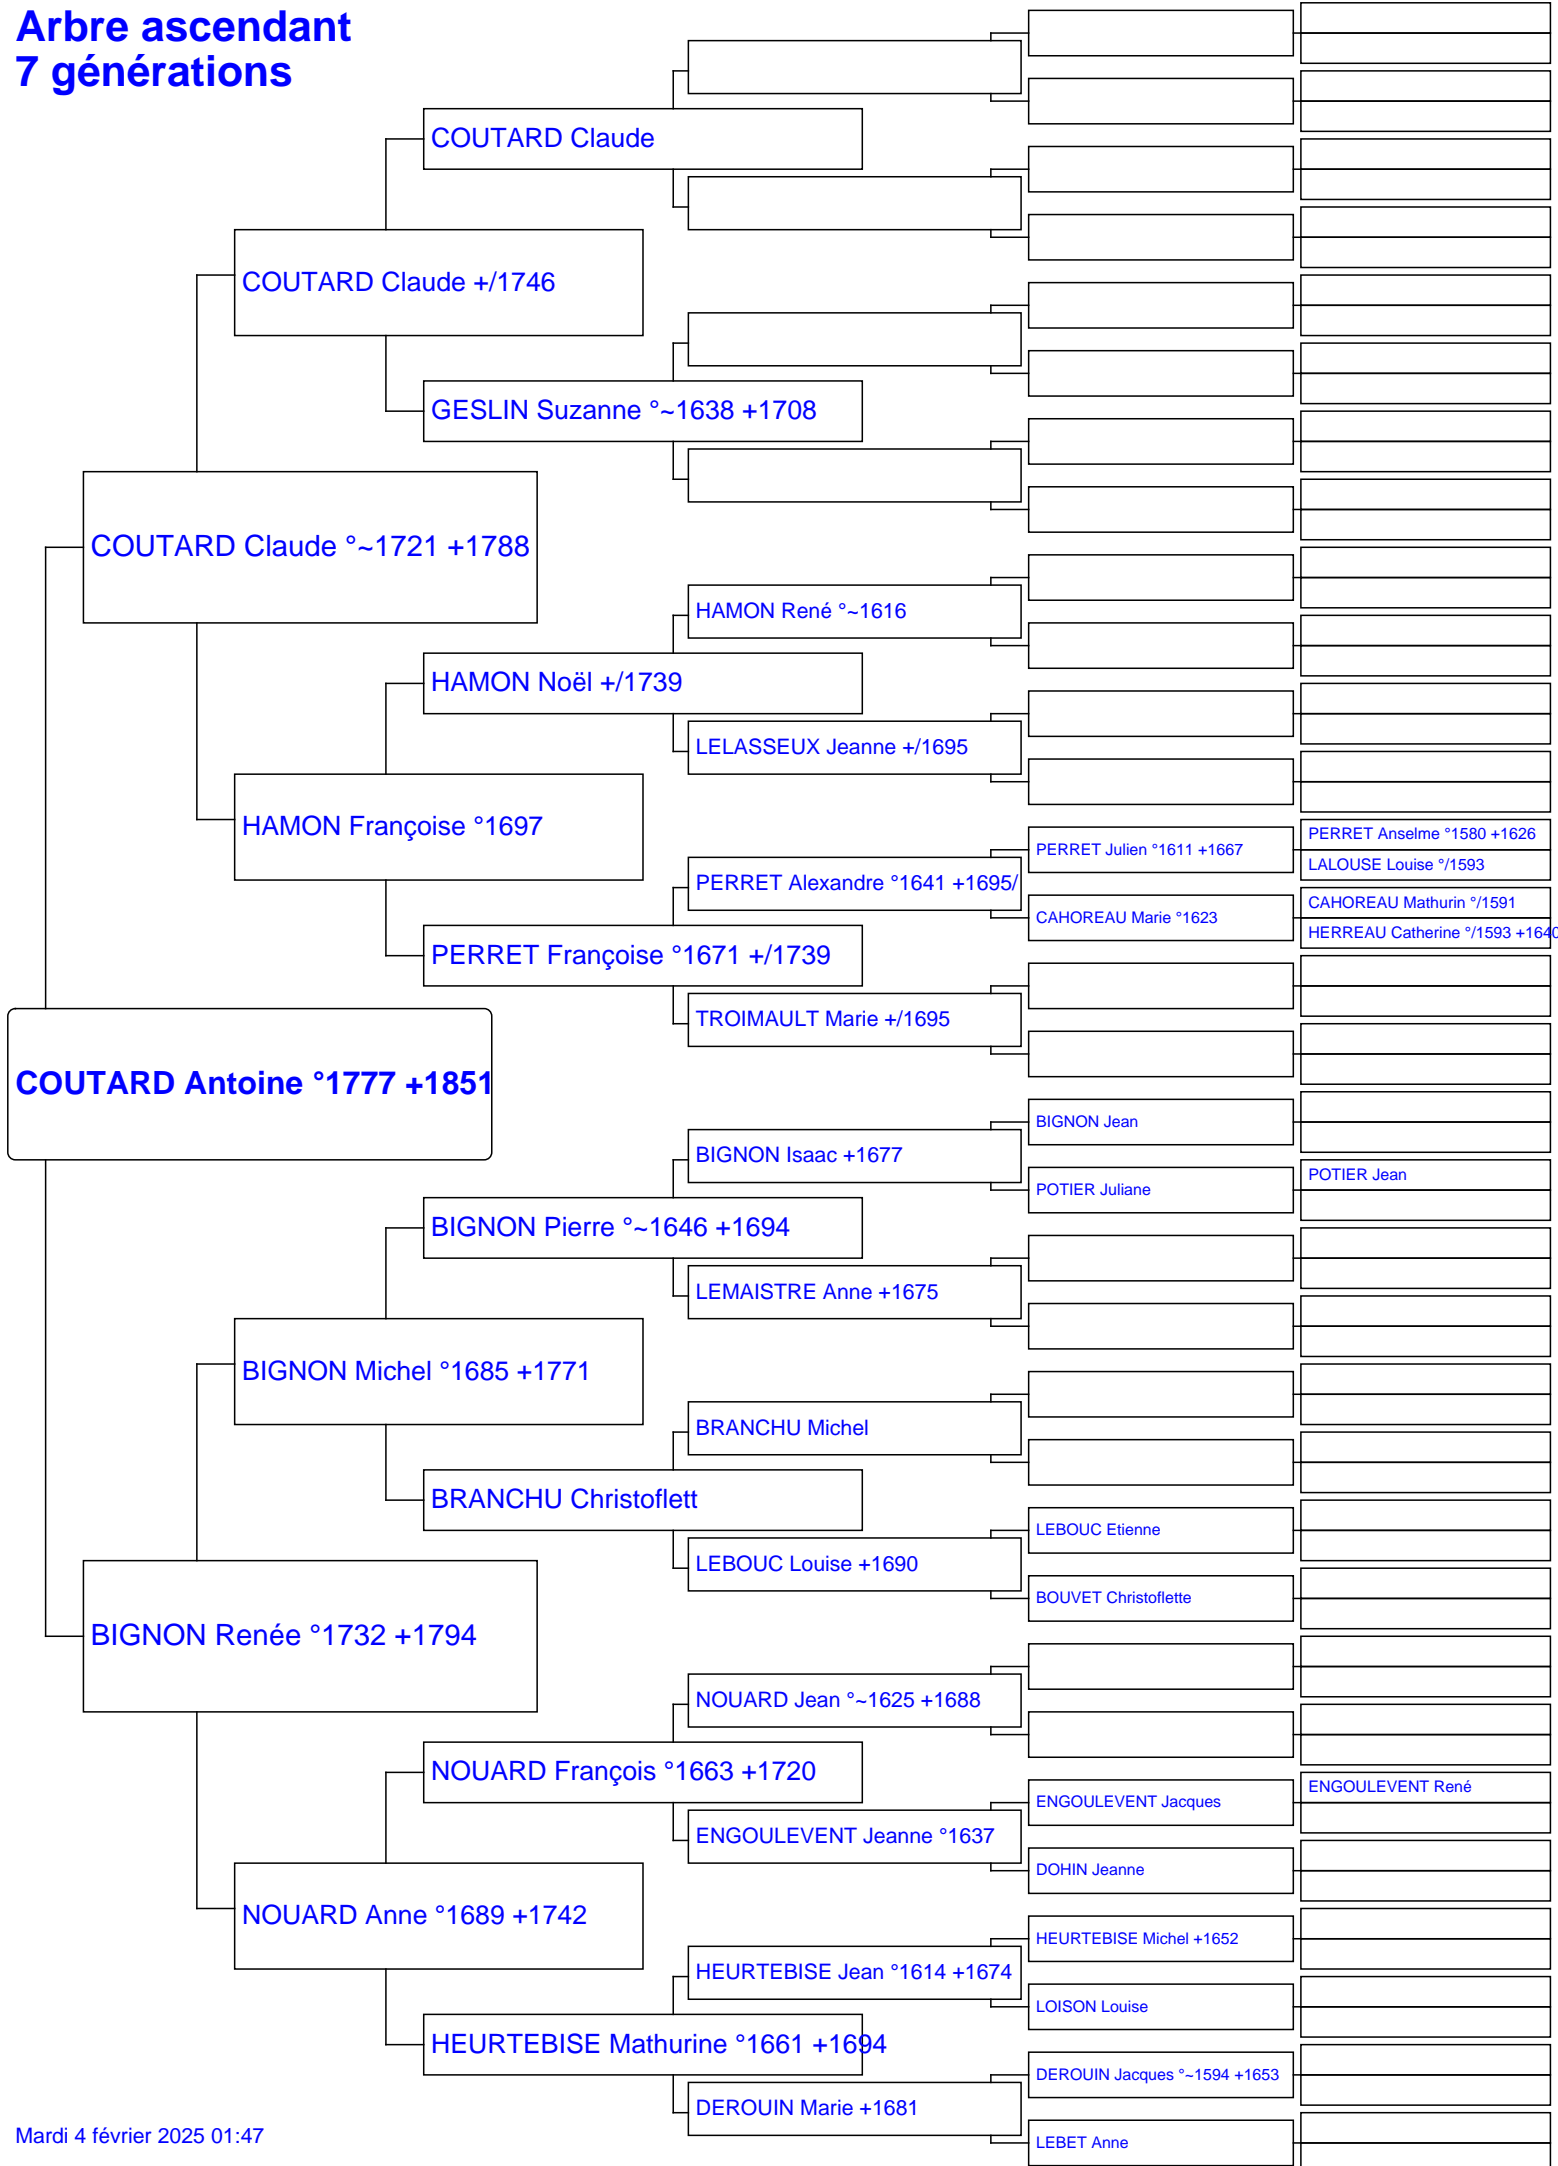 Arbre ascendant
7 générations
COUTARD Claude
COUTARD Claude +/1746
GESLIN Suzanne °~1638 +1708
COUTARD Claude °~1721 +1788
HAMON René °~1616
HAMON Noël +/1739
LELASSEUX Jeanne +/1695
HAMON Françoise °1697
PERRET Anselme °1580 +1626
PERRET Julien °1611 +1667
LALOUSE Louise °/1593
PERRET Alexandre °1641 +1695/
CAHOREAU Mathurin °/1591
CAHOREAU Marie °1623
HERREAU Catherine °/1593 +1640
PERRET Françoise °1671 +/1739
TROIMAULT Marie +/1695
COUTARD Antoine °1777 +1851
BIGNON Jean
BIGNON Isaac +1677
POTIER Jean
POTIER Juliane
BIGNON Pierre °~1646 +1694
LEMAISTRE Anne +1675
BIGNON Michel °1685 +1771
BRANCHU Michel
BRANCHU Christoflett
LEBOUC Etienne
LEBOUC Louise +1690
BOUVET Christoflette
BIGNON Renée °1732 +1794
NOUARD Jean °~1625 +1688
NOUARD François °1663 +1720
ENGOULEVENT René
ENGOULEVENT Jacques
ENGOULEVENT Jeanne °1637
DOHIN Jeanne
NOUARD Anne °1689 +1742
HEURTEBISE Michel +1652
HEURTEBISE Jean °1614 +1674
LOISON Louise
HEURTEBISE Mathurine °1661 +1694
DEROUIN Jacques °~1594 +1653
DEROUIN Marie +1681
LEBET Anne
Mardi 4 février 2025 01:47